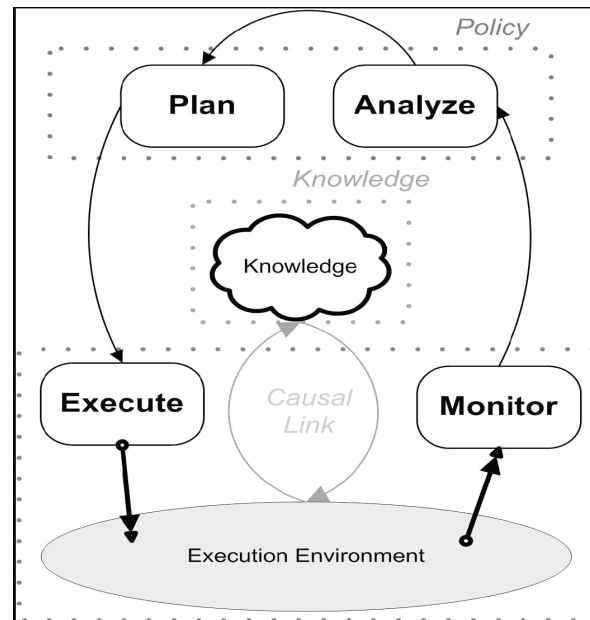 Policy
Plan
Analyze
Knowledge
Knowledge
Execute
Causal
Link
Monitor
Execution Environment